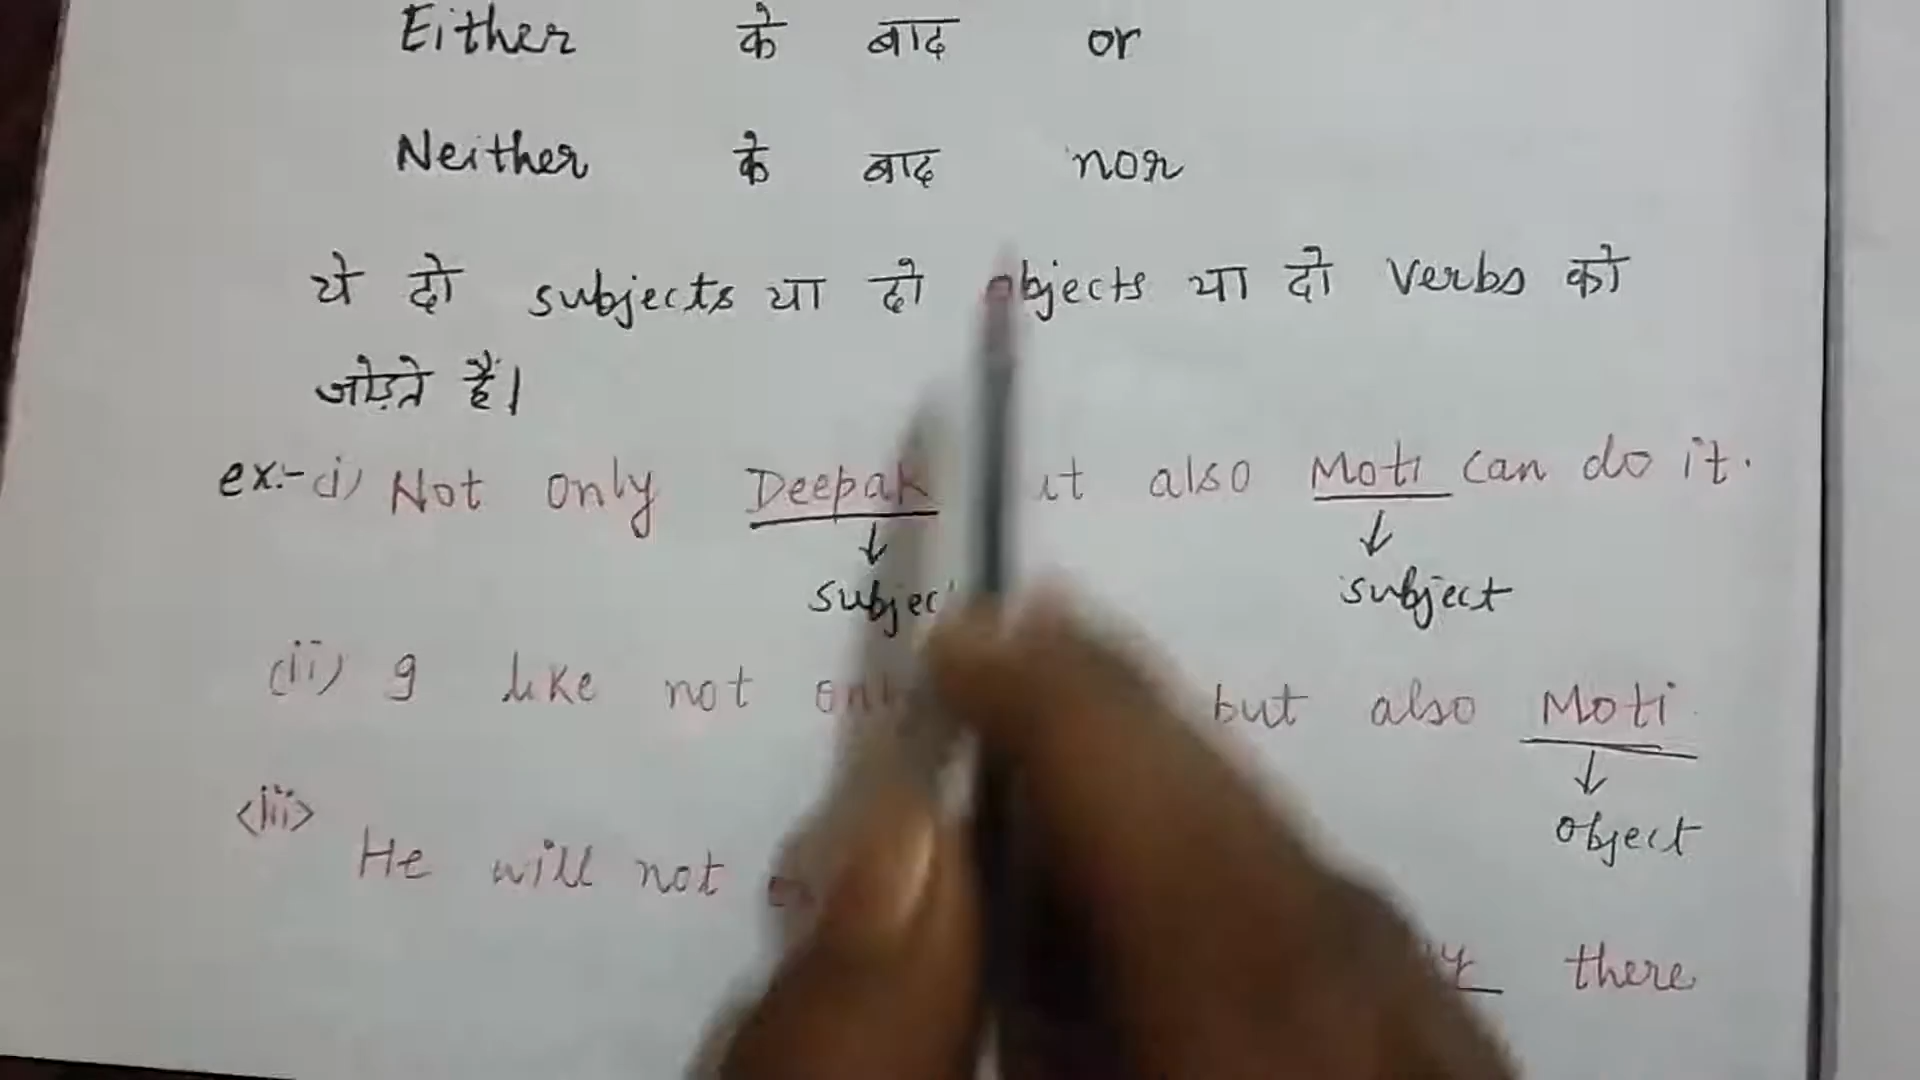 Either के बाद or
Neither के बाद nor
ये दो subjects या दो objects या दो verbs को
जोड़ते हैं।
ex:- (i) Not only Deepak also Moti can do it.
subject
(ii) I like not but also Moti
object
(iii) He will not
there